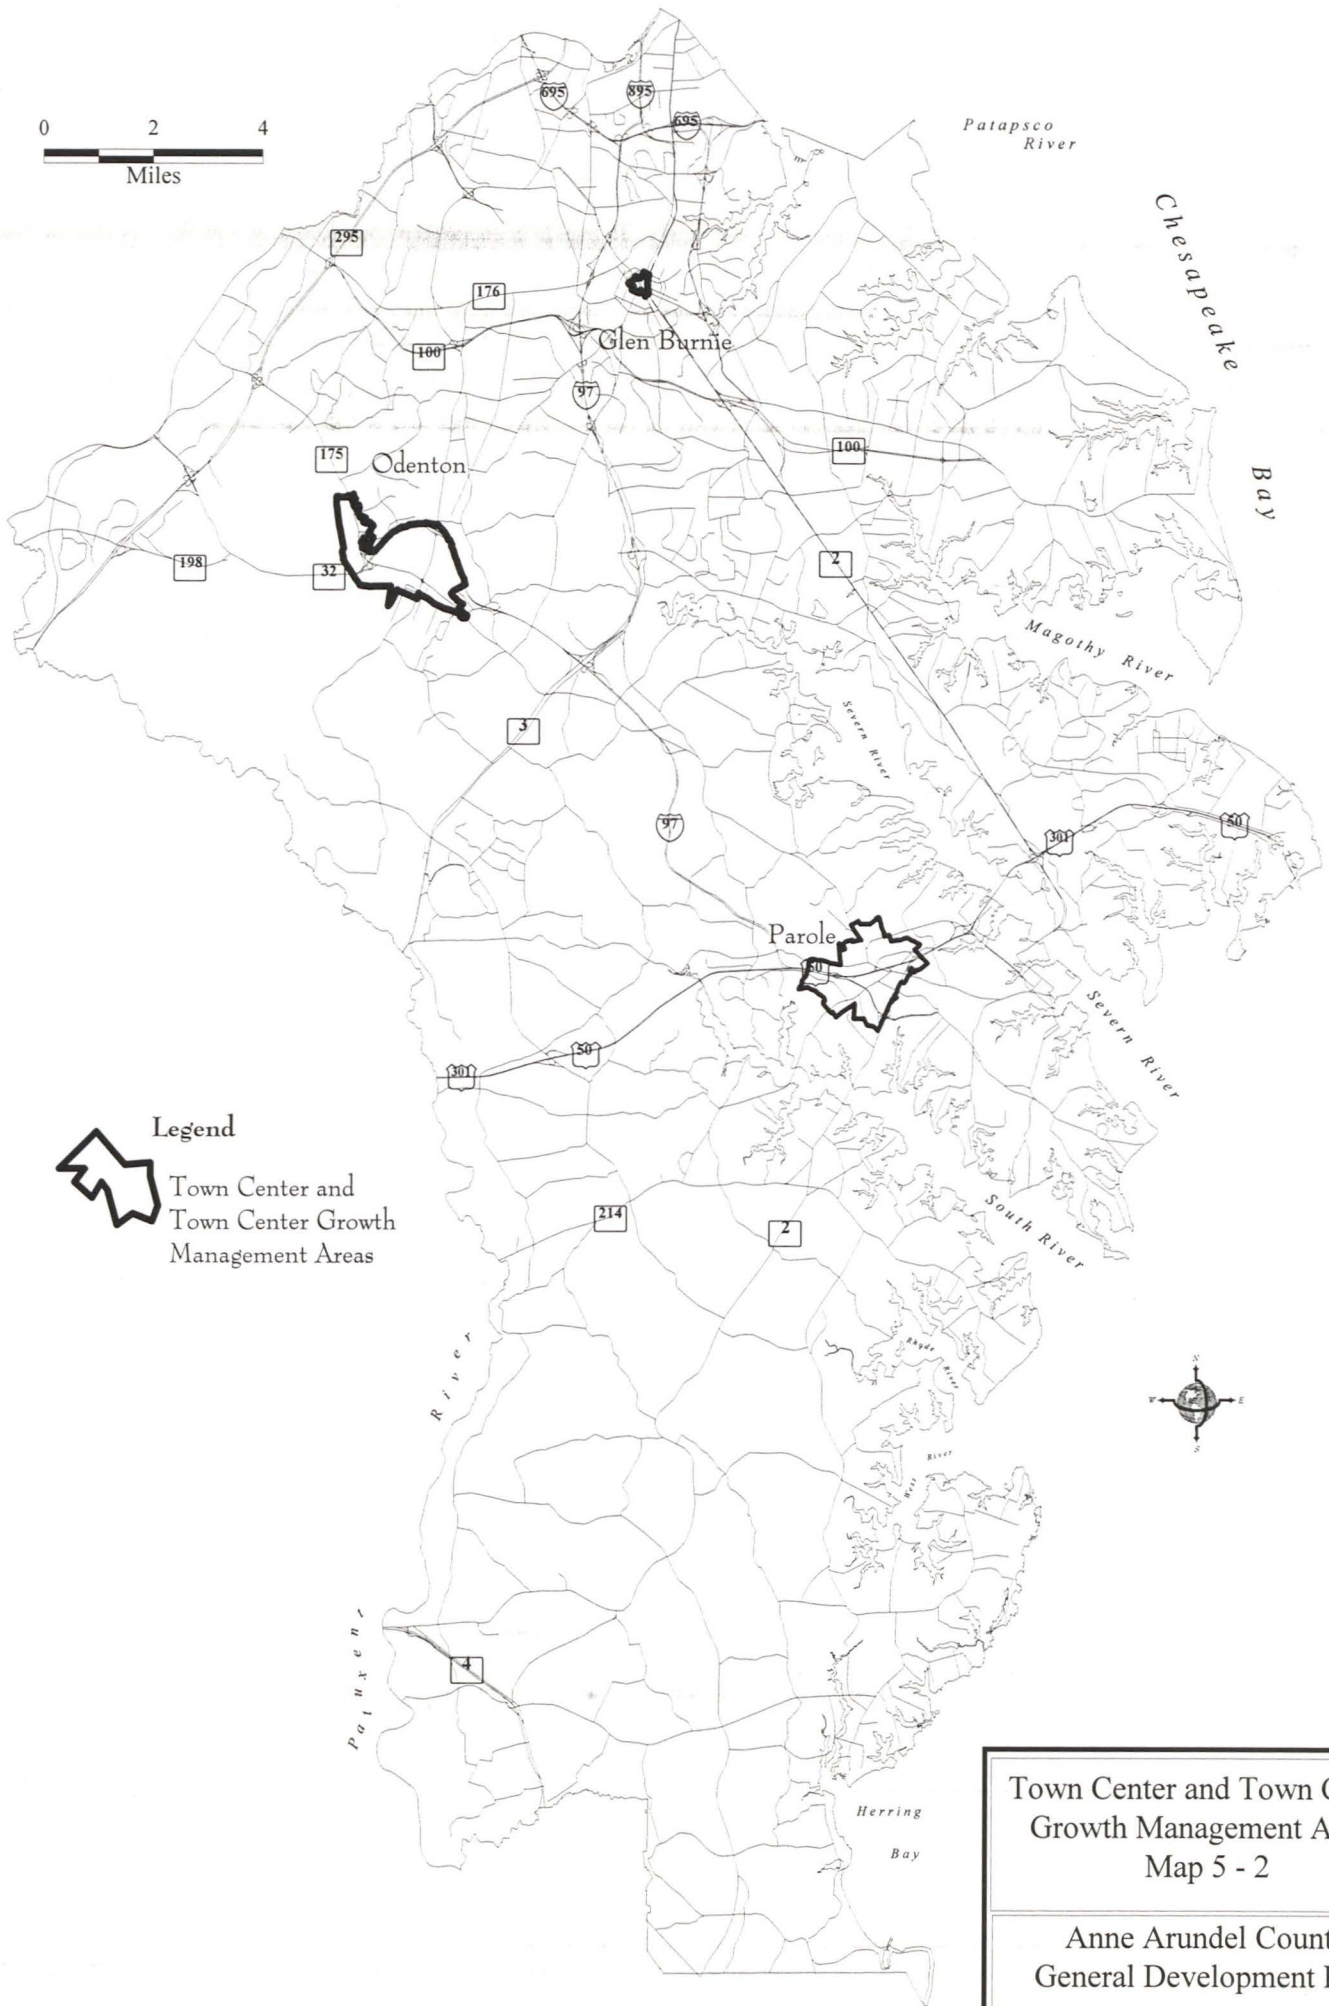 0 2 4
Miles
695
895
695
Patapsco
River
Chesapeake
Bay
295
176
Glen Burnie
100
97
100
175
Odenton
198
32
2
Magothy River
Severn River
3
97
301
50
Parole
50
Severn River
50
301
Legend
Town Center and
Town Center Growth
Management Areas
214
2
South River
Rhode River
N
W E
S
West River
Patuxent River
4
Herring
Bay
Town Center and Town
Growth Management
Map 5 - 2
Anne Arundel
General Development